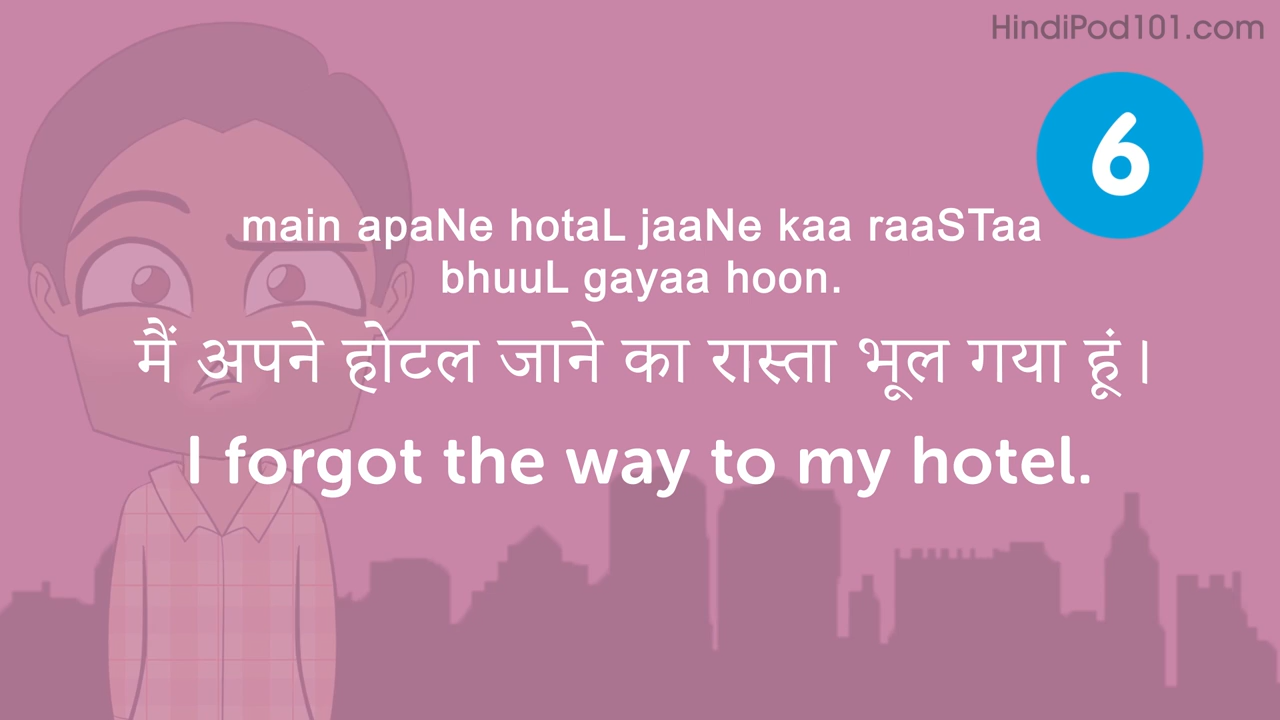 HindiPod101.com
6
main apaNe hotaL jaaNe kaa raaSTaa
bhuuL gayaa hoon.
मैं अपने होटल जाने का रास्ता भूल गया हूं।
I forgot the way to my hotel.